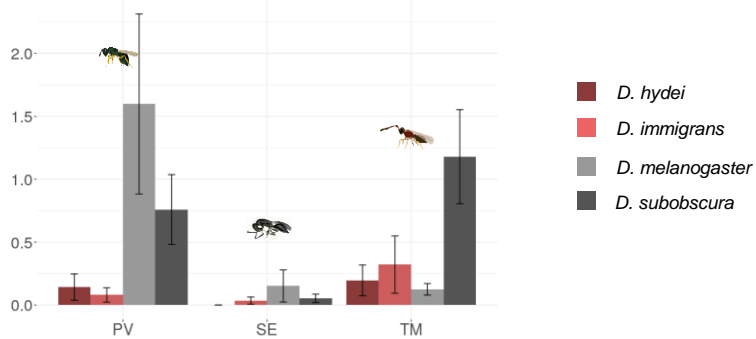 2.0
1.5
1.0
0.5
0.0
PV
SE
TM
D. hydei
D. immigrans
D. melanogaster
D. subobscura